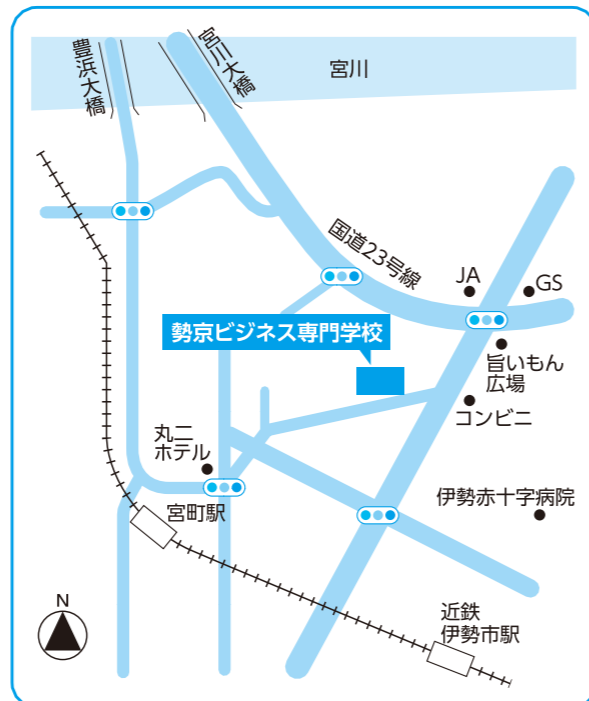 豊浜大橋
宮川大橋
宮川
国道23号線
JA
GS
勢京ビジネス専門学校
旨いもん
広場
コンビニ
丸二
ホテル
宮町駅
伊勢赤十字病院
近鉄
伊勢市駅
N